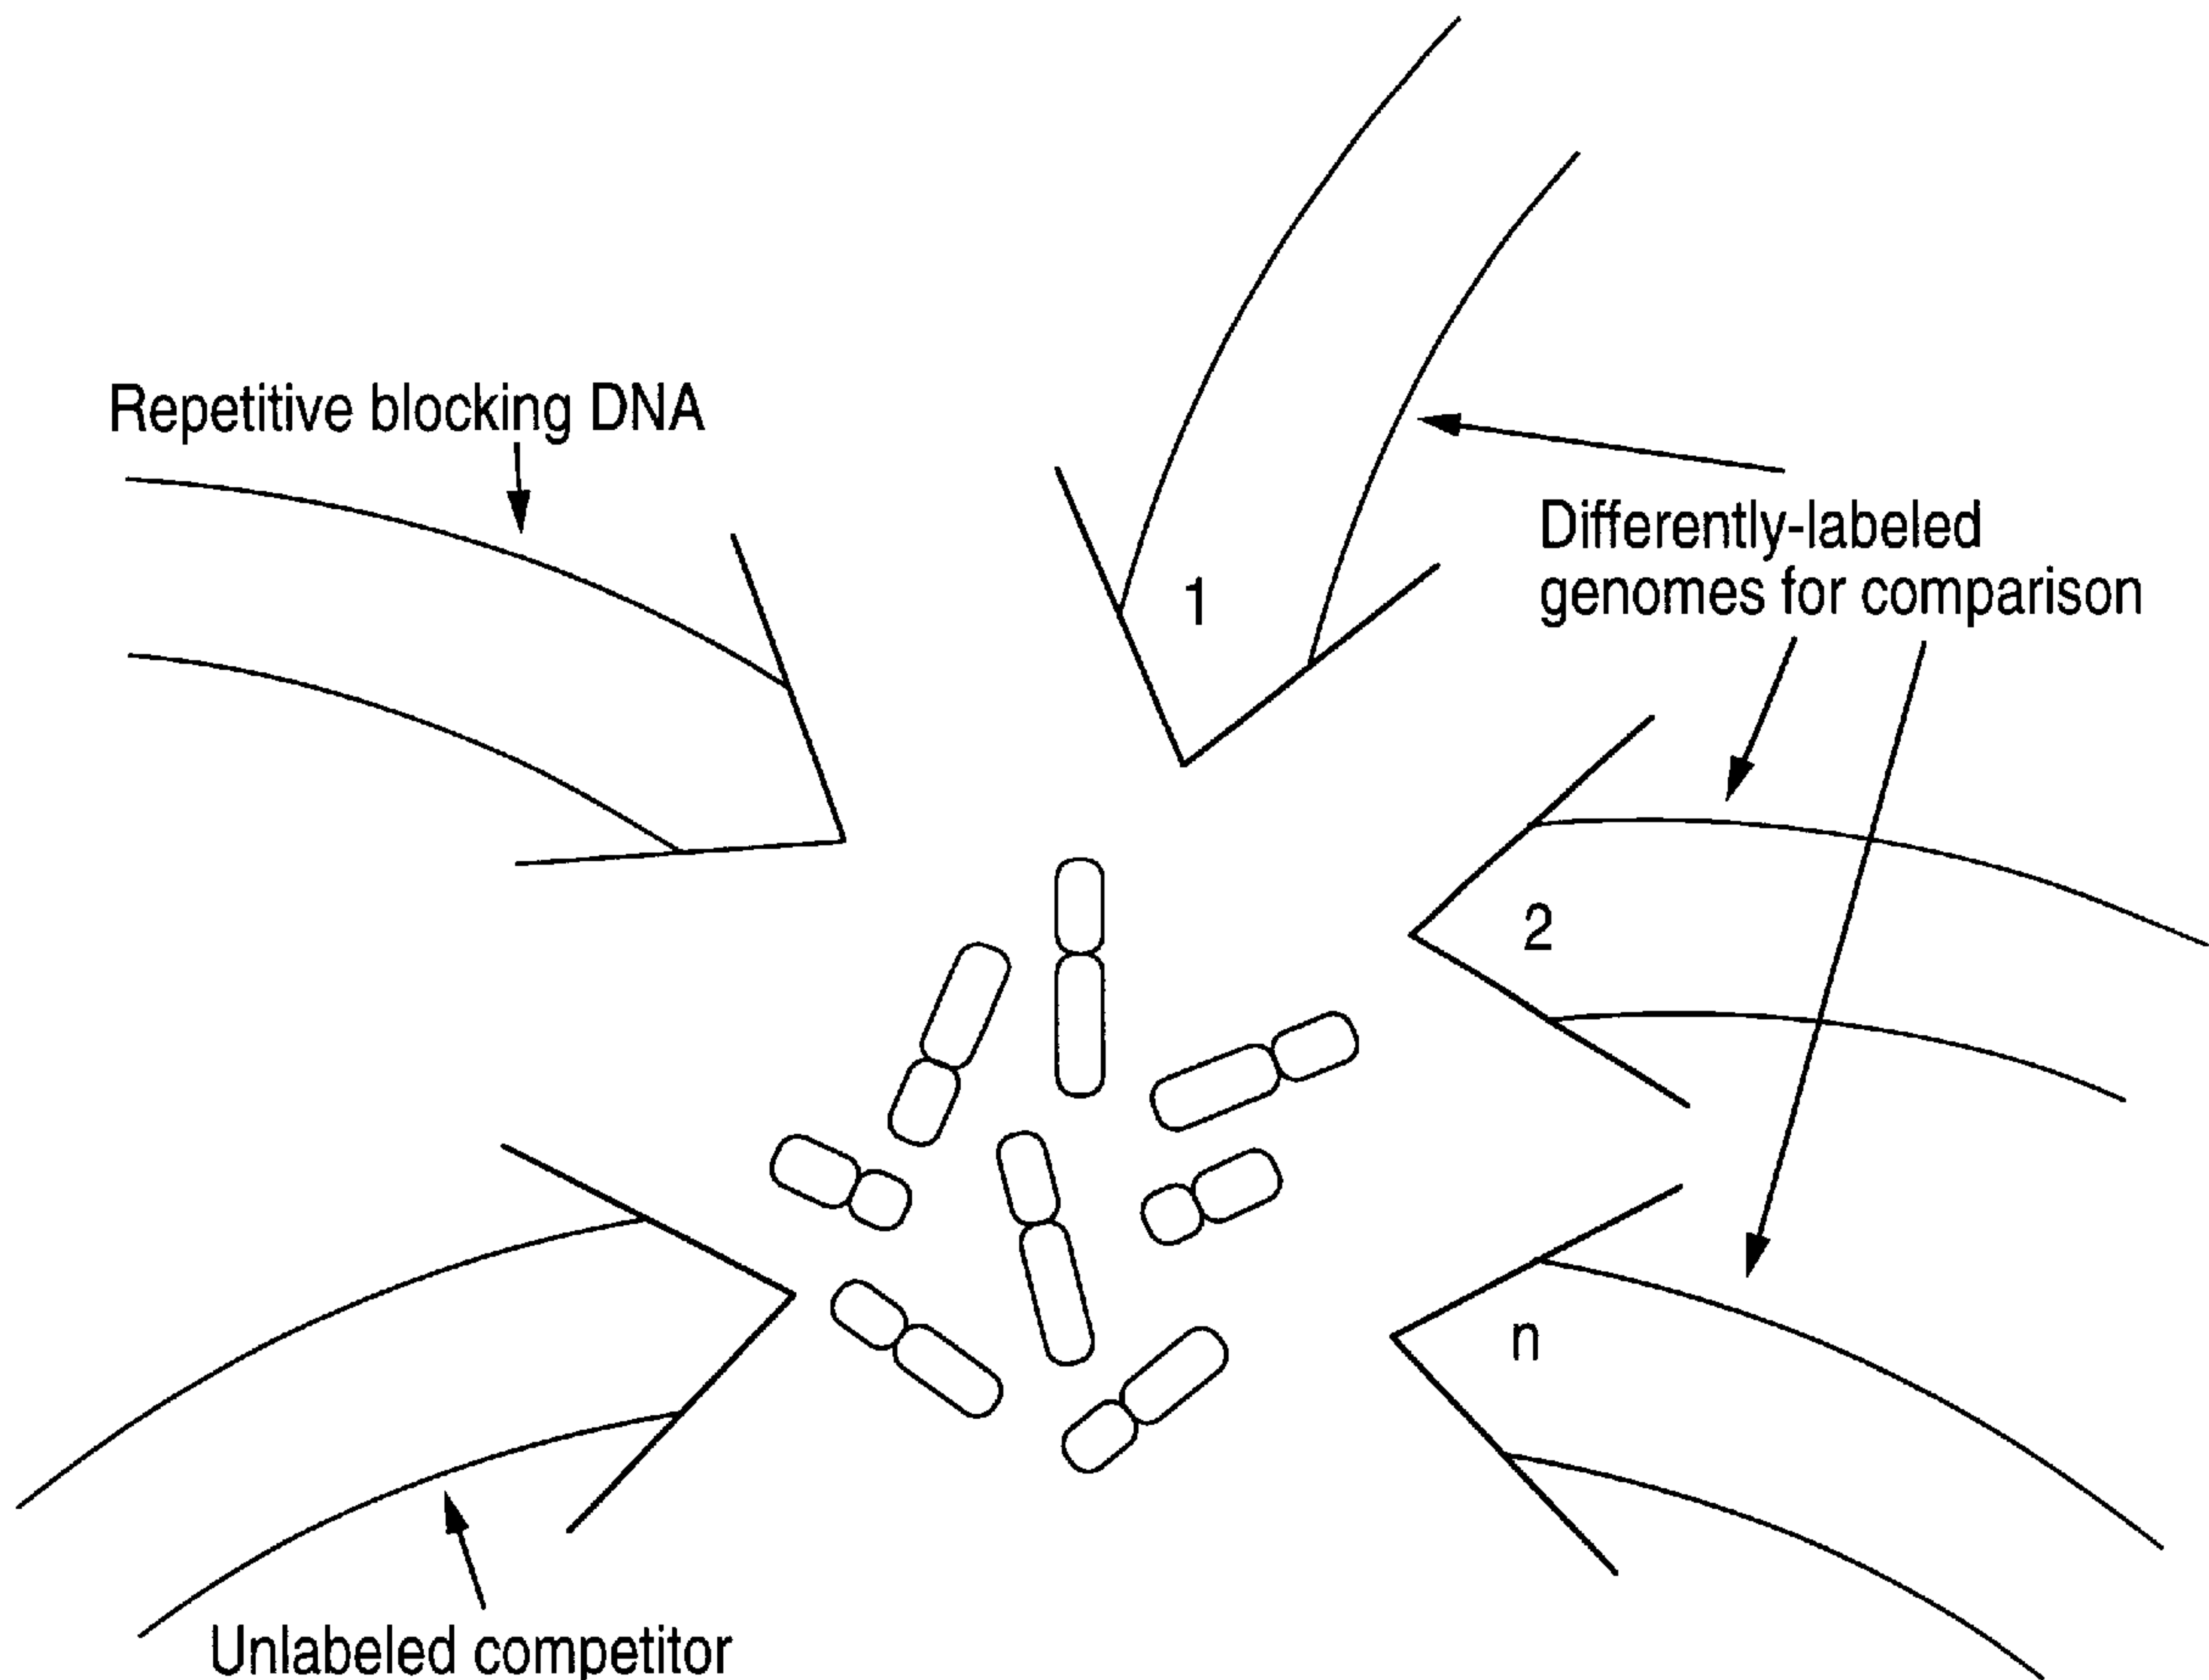 Repetitive blocking DNA
1
Differently-labeled
genomes for comparison
2
n
Unlabeled competitor